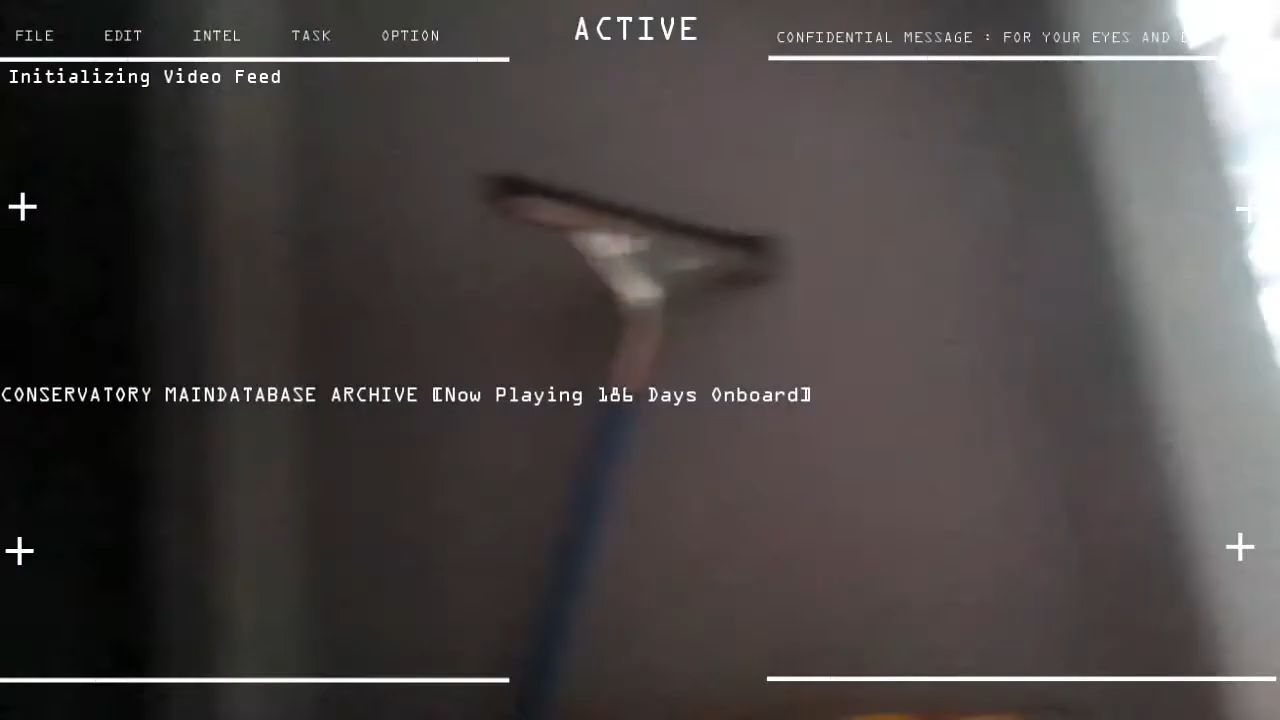 FILE EDIT INTEL TASK OPTION
ACTIVE
CONFIDENTIAL MESSAGE : FOR YOUR EYES AND
Initializing Video Feed
CONSERVATORY MAINDATABASE ARCHIVE [Now Playing 186 Days Onboard]